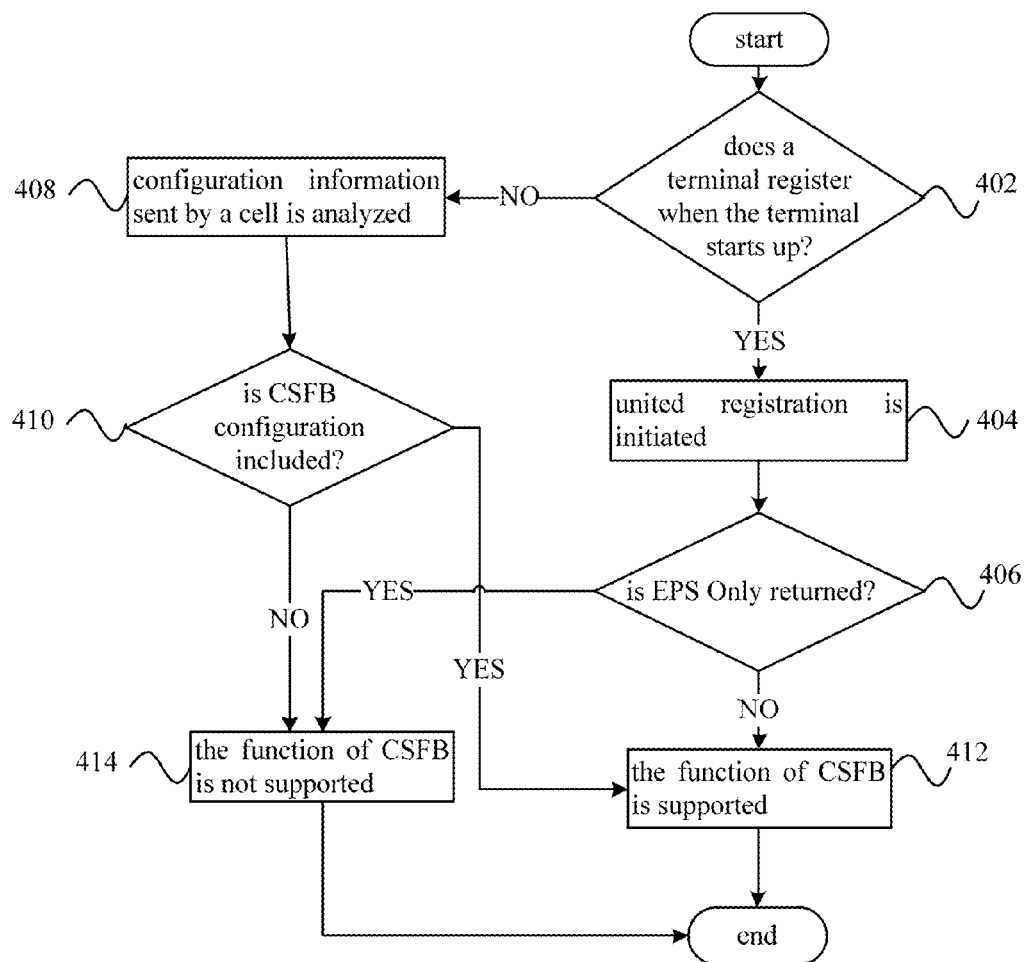 start
does a
terminal register
when the terminal
starts up?
402
NO
408
configuration information
sent by a cell is analyzed
YES
410
is CSFB
configuration
included?
united registration is
initiated
404
406
is EPS Only returned?
YES
NO
YES
NO
414
the function of CSFB
is not supported
the function of CSFB
is supported
412
end